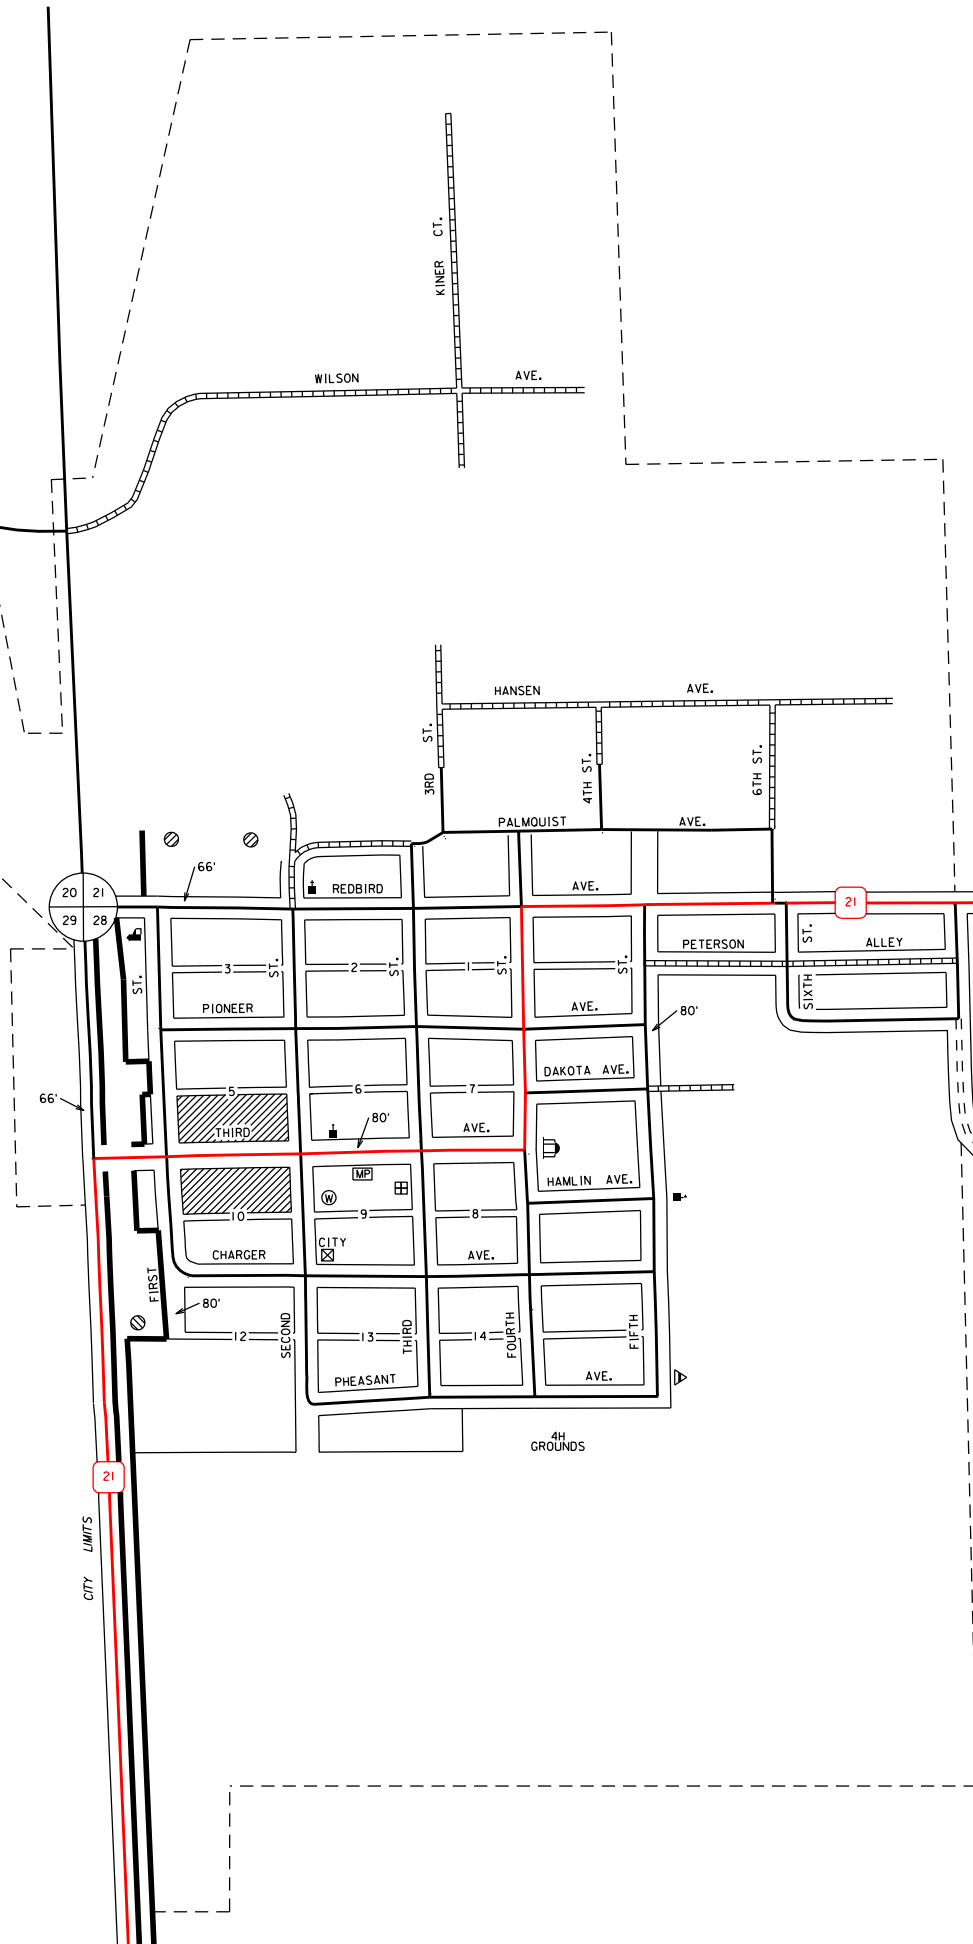 KINER CT.
WILSON AVE.
HANSEN AVE.
3RD ST.
4TH ST.
6TH ST.
PALMQUIST AVE.
66'
REDBIRD AVE.
20 21
29 28
21
PETERSON ALLEY
ST.
3
ST.
2
ST.
1
ST.
ST.
ST.
SIXTH
PIONEER AVE.
80'
DAKOTA AVE.
5
6
7
66'
80'
THIRD AVE.
MP
W
HAMLIN AVE.
10
9
8
CITY
CHARGER AVE.
FIRST
80'
SECOND
THIRD
FOURTH
FIFTH
12
13
14
PHEASANT AVE.
4H
GROUNDS
21
CITY LIMITS